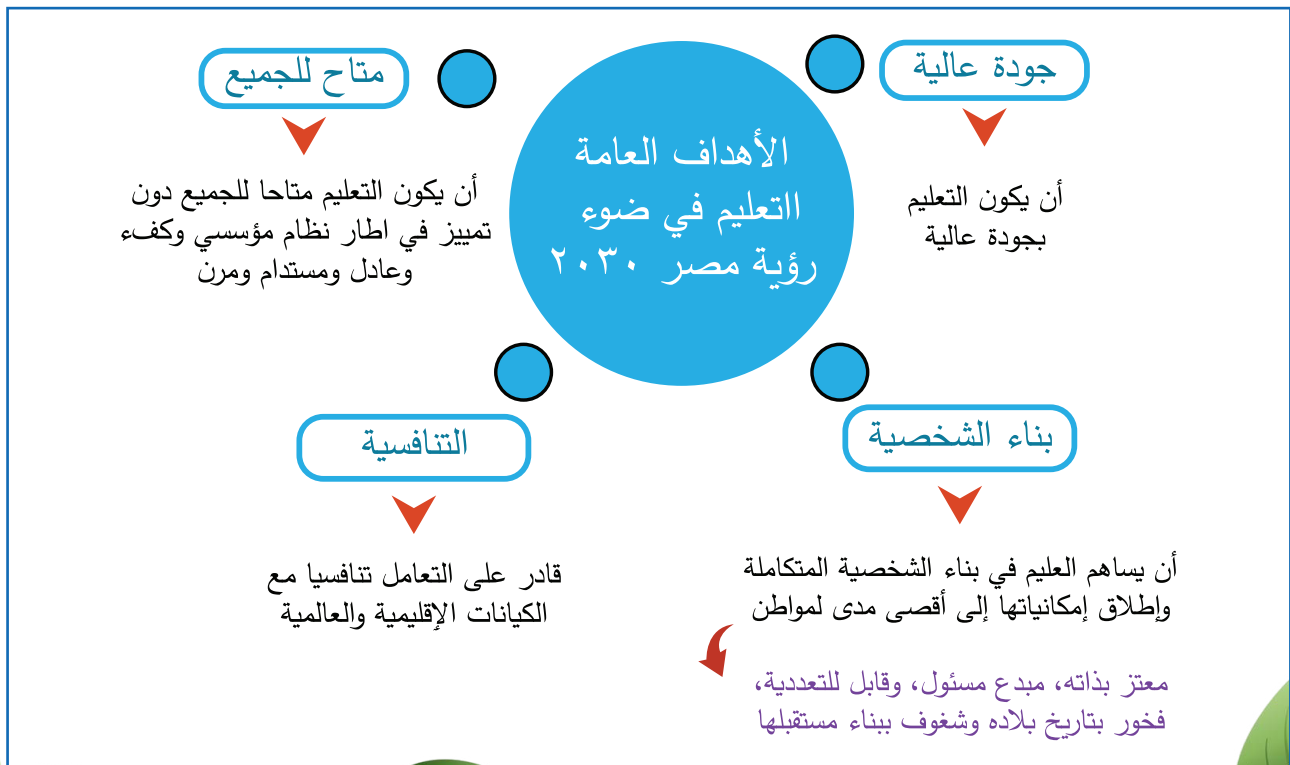 الأهداف العامة
ااتعليم في ضوء
رؤية مصر ٢٠٣٠
جودة عالية
أن يكون التعليم
بجودة عالية
متاح للجميع
أن يكون التعليم متاحا للجميع دون
تمييز في اطار نظام مؤسسي وكفء
وعادل ومستدام ومرن
بناء الشخصية
أن يساهم العليم في بناء الشخصية المتكاملة
وإطلاق إمكانياتها إلى أقصى مدى لمواطن
معتز بذاته، مبدع مسئول، وقابل للتعددية،
فخور بتاريخ بلاده وشغوف ببناء مستقبلها
التنافسية
قادر على التعامل تنافسيا مع
الكيانات الإقليمية والعالمية